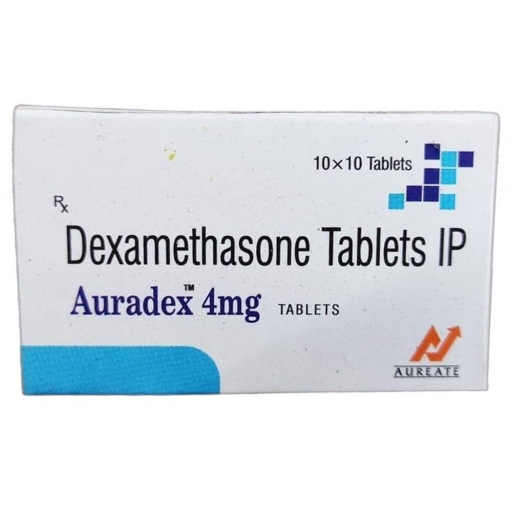 10×10 Tablets
Rx
Dexamethasone Tablets IP
Auradex™ 4mg TABLETS
AUREATE